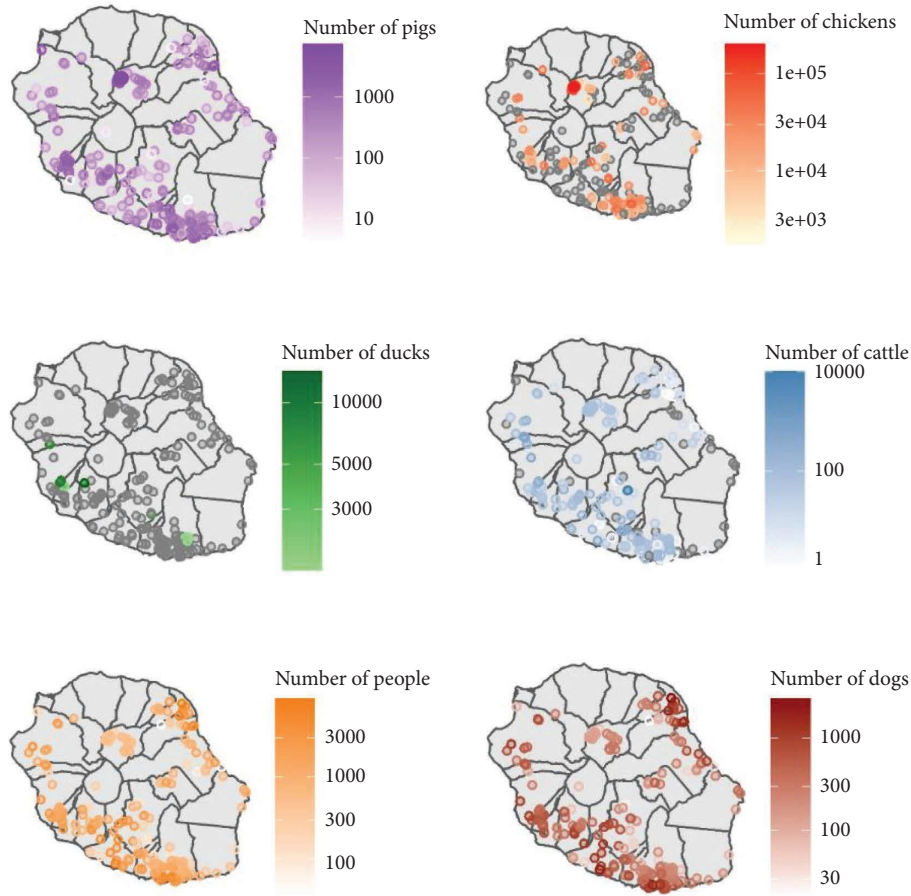 Number of pigs
1000
100
10
Number of chickens
1e+05
3e+04
1e+04
3e+03
Number of ducks
10000
5000
3000
Number of cattle
10000
100
1
Number of people
3000
1000
300
100
Number of dogs
1000
300
100
30